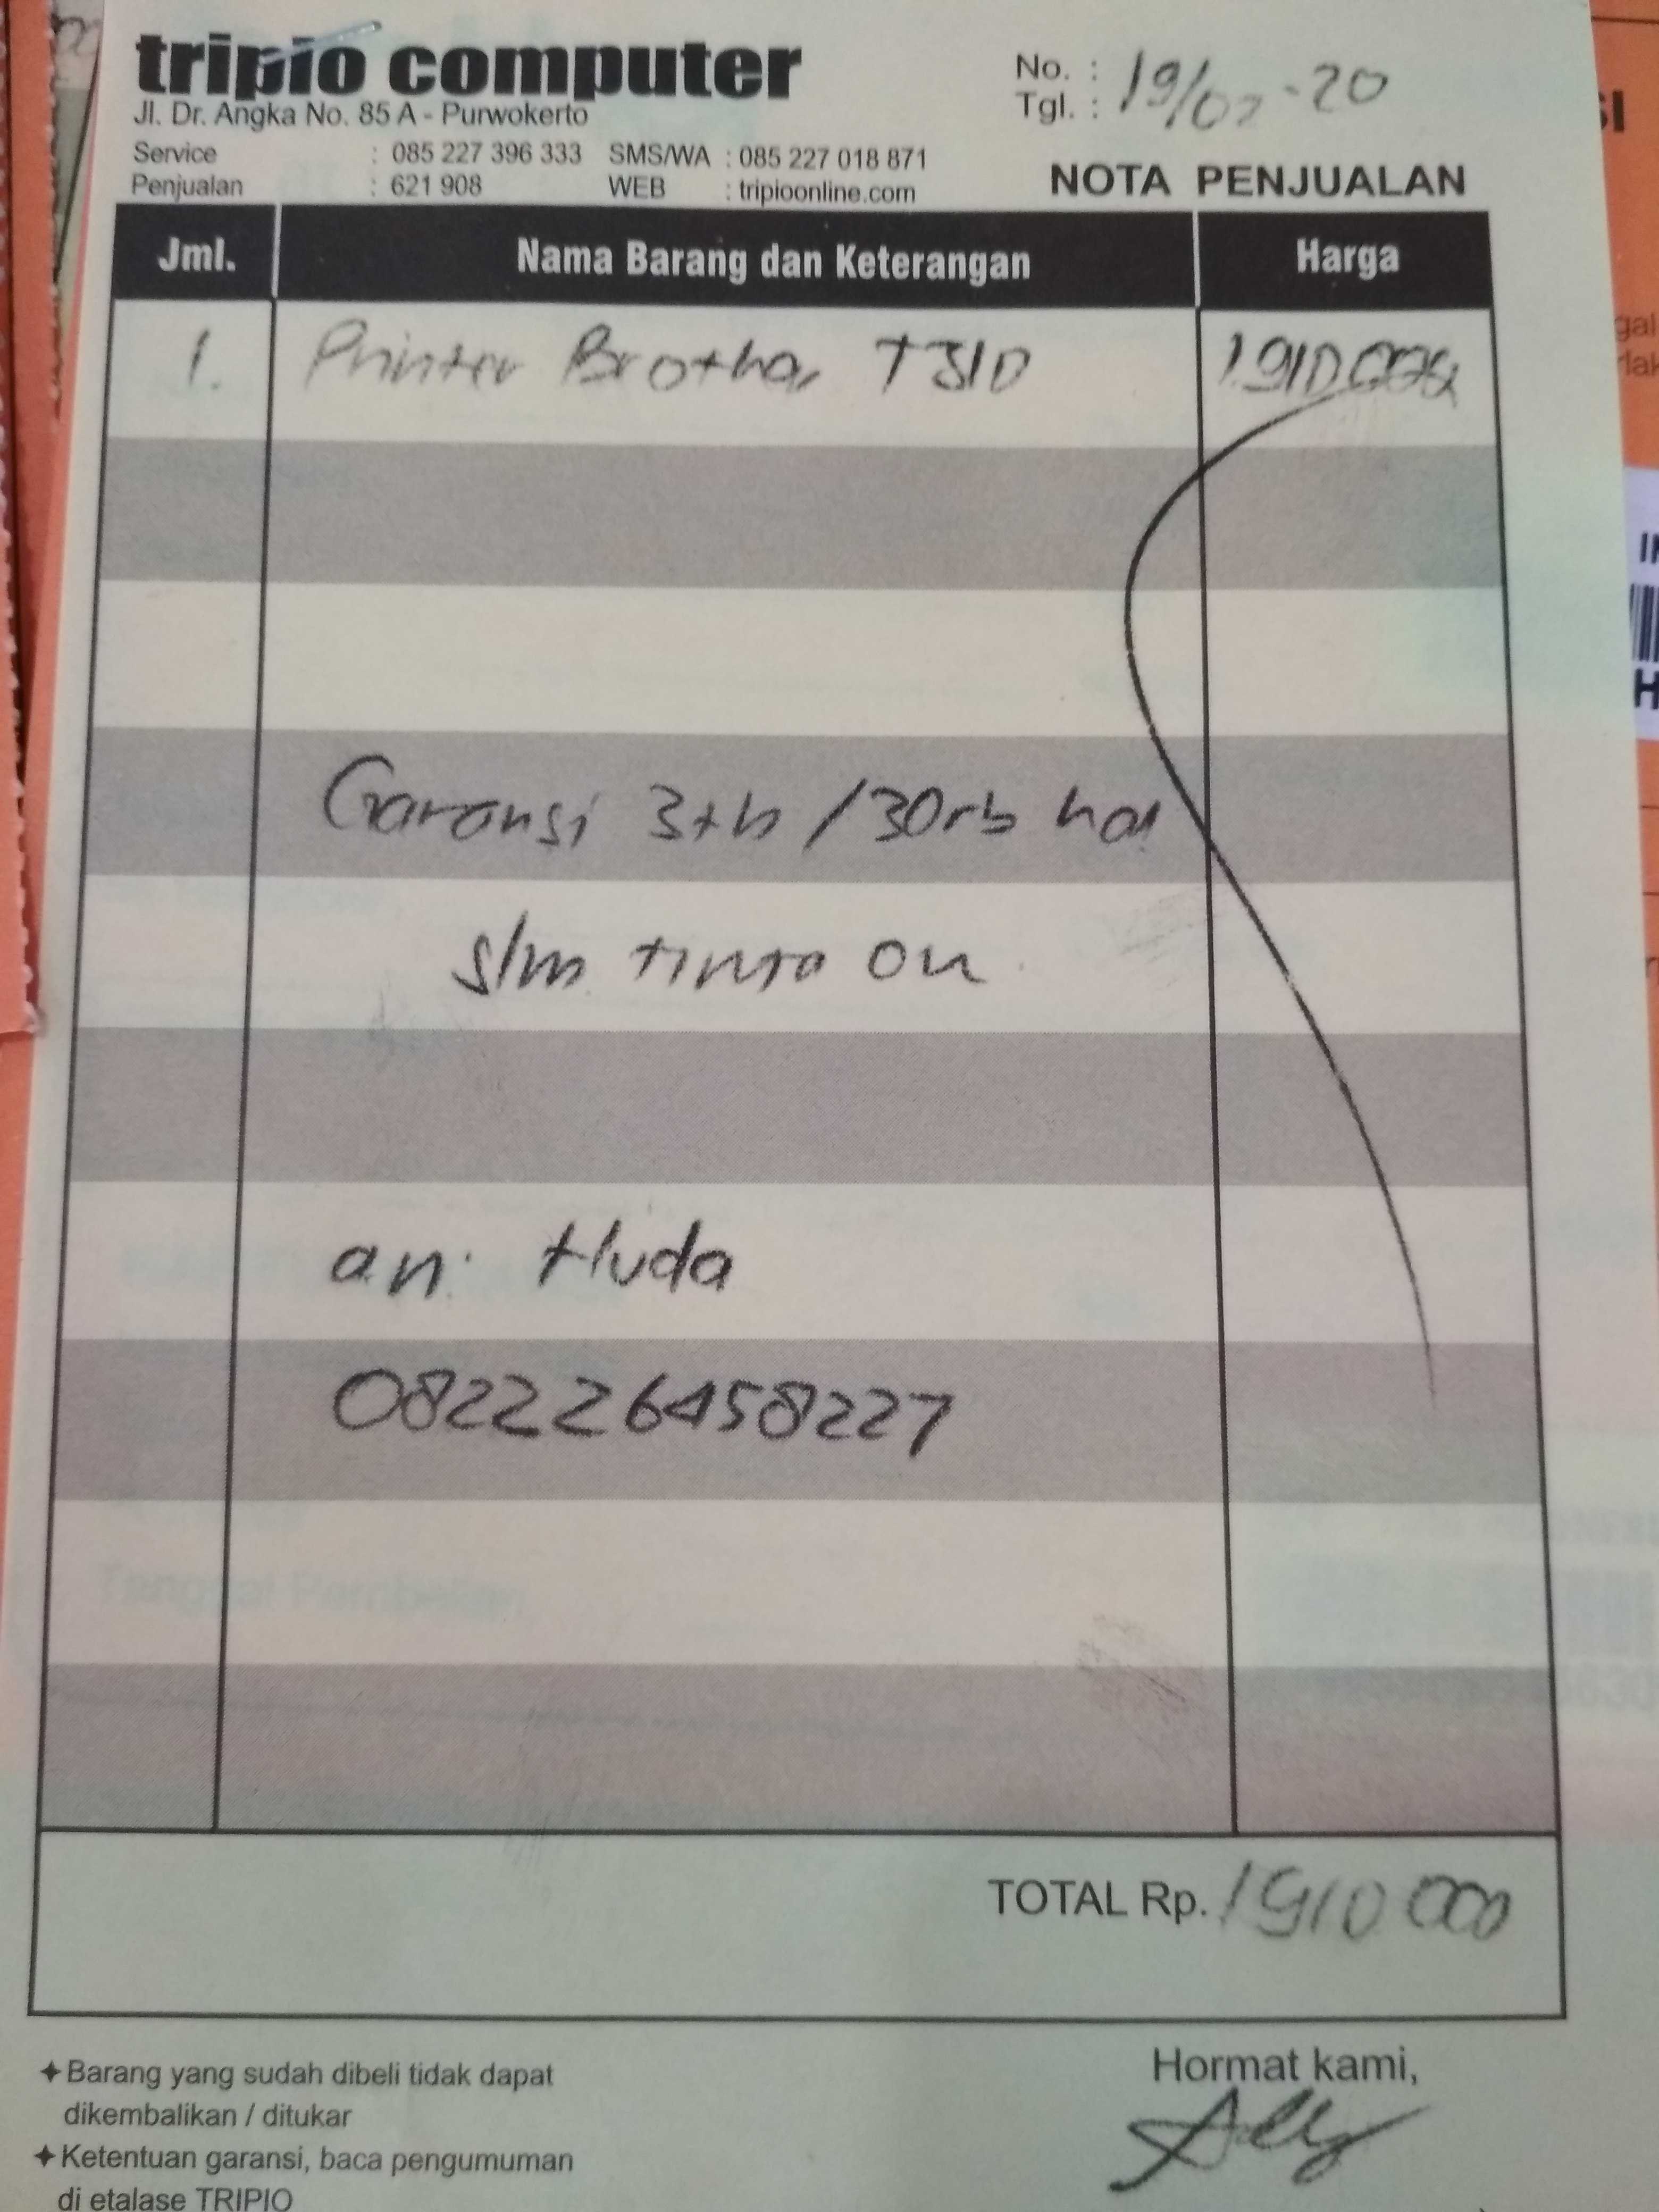 tripio computer
Jl. Dr. Angka No. 85 A - Purwokerto
No. :
Tgl. : 19/02-20
Service : 085 227 396 333 SMS/WA : 085 227 018 871
Penjualan : 621 908 WEB : tripioonline.com
NOTA PENJUALAN
Jml. Nama Barang dan Keterangan Harga
1. Printer Brother T310 1910000
Garansi 3th / 30rb hal
slm tinta ori
an. Huda
082226458227
TOTAL Rp. 1910 000
Hormat kami,
✦ Barang yang sudah dibeli tidak dapat
dikembalikan / ditukar
✦ Ketentuan garansi, baca pengumuman
di etalase TRIPIO